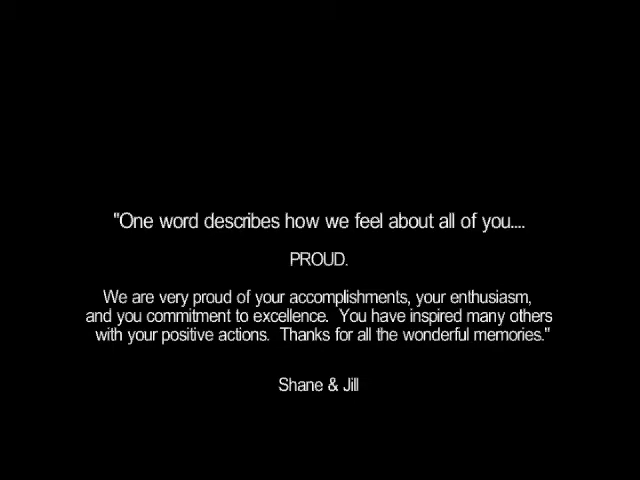 "One word describes how we feel about all of you....
PROUD.
We are very proud of your accomplishments, your enthusiasm,
and you commitment to excellence.  You have inspired many others
with your positive actions.  Thanks for all the wonderful memories."
Shane & Jill